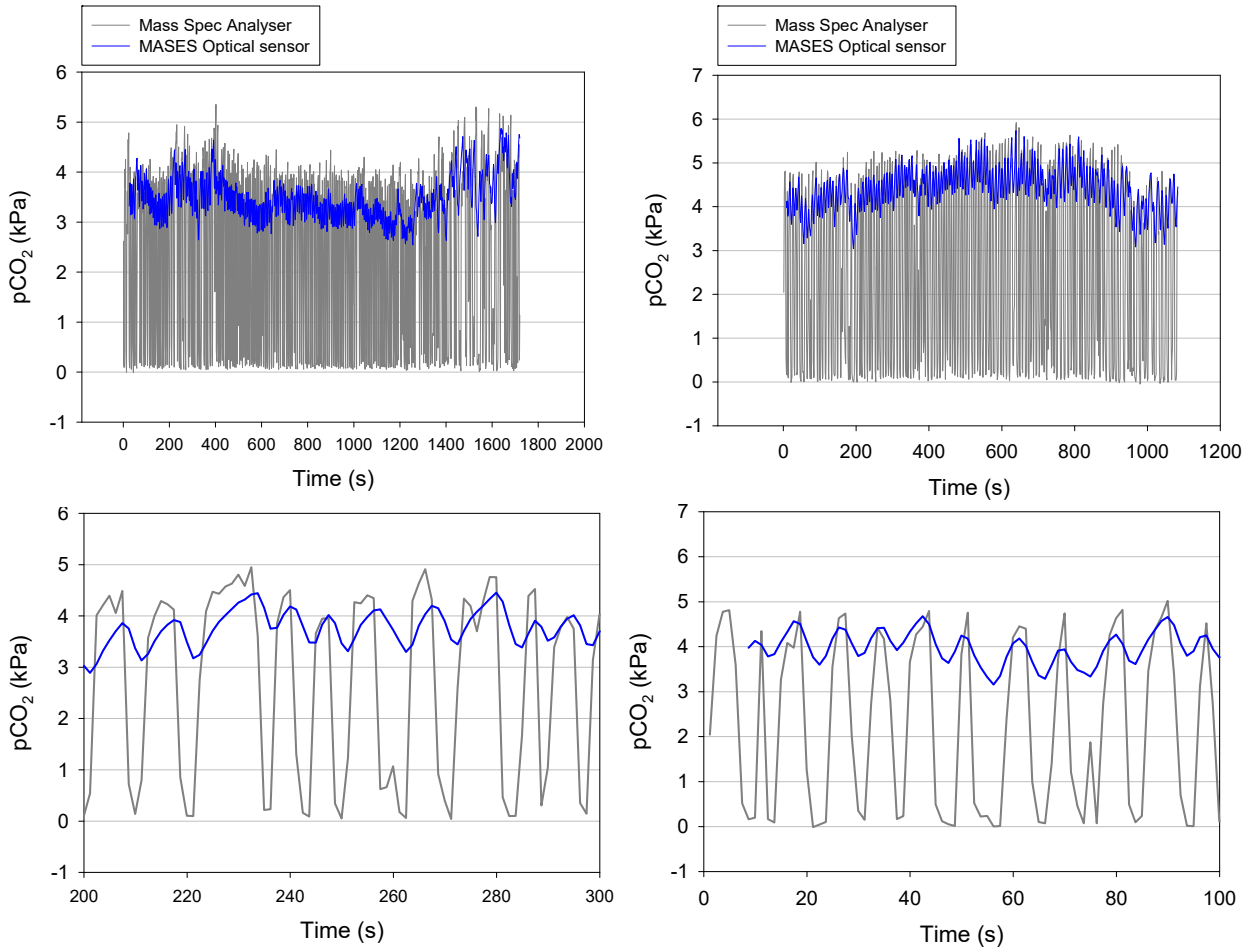 Mass Spec Analyser
MASES Optical sensor
6
5
4
3
2
1
0
-1
pCO2 (kPa)
0 200 400 600 800 1000 1200 1400 1600 1800 2000
Time (s)
Mass Spec Analyser
MASES Optical sensor
7
6
5
4
3
2
1
0
-1
pCO2 (kPa)
0 200 400 600 800 1000 1200
Time (s)
6
5
4
3
2
1
0
-1
pCO2 (kPa)
200 220 240 260 280 300
Time (s)
7
6
5
4
3
2
1
0
-1
pCO2 (kPa)
0 20 40 60 80 100
Time (s)